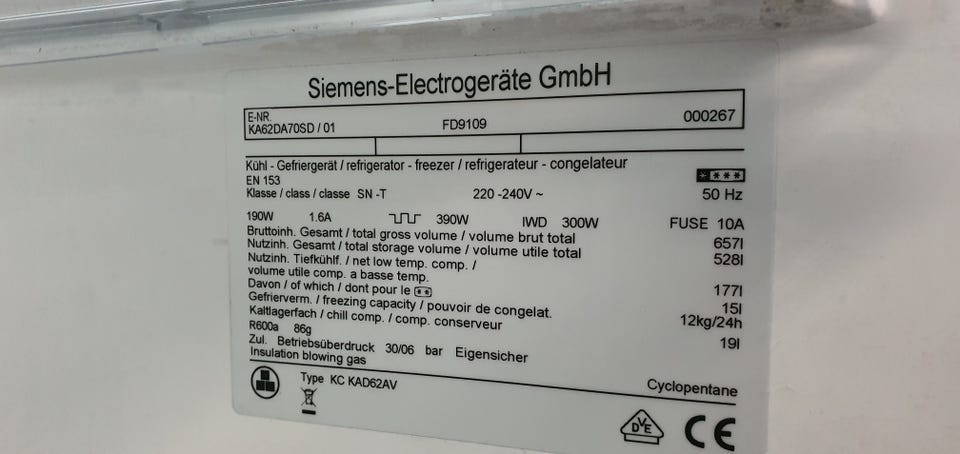 Siemens-Electrogeräte GmbH
E-NR.
KA62DA70SD / 01 FD9109 000267
Kühl - Gefriergerät / refrigerator - freezer / refrigerateur - congelateur
EN 153
Klasse / class / classe SN -T 220 -240V ~ 50 Hz
190W 1.6A 390W IWD 300W FUSE 10A
Bruttoinh. Gesamt / total gross volume / volume brut total 657l
Nutzinh. Gesamt / total storage volume / volume utile total 528l
Nutzinh. Tiefkühlf. / net low temp. comp. /
volume utile comp. a basse temp. 177l
Davon / of which / dont pour le 15l
Gefrierverm. / freezing capacity / pouvoir de congelat. 12kg/24h
Kaltlagerfach / chill comp. / comp. conserveur 19l
R600a 86g
Zul. Betriebsüberdruck 30/06 bar Eigensicher
Insulation blowing gas Cyclopentane
Type KC KAD62AV
DVE
CE